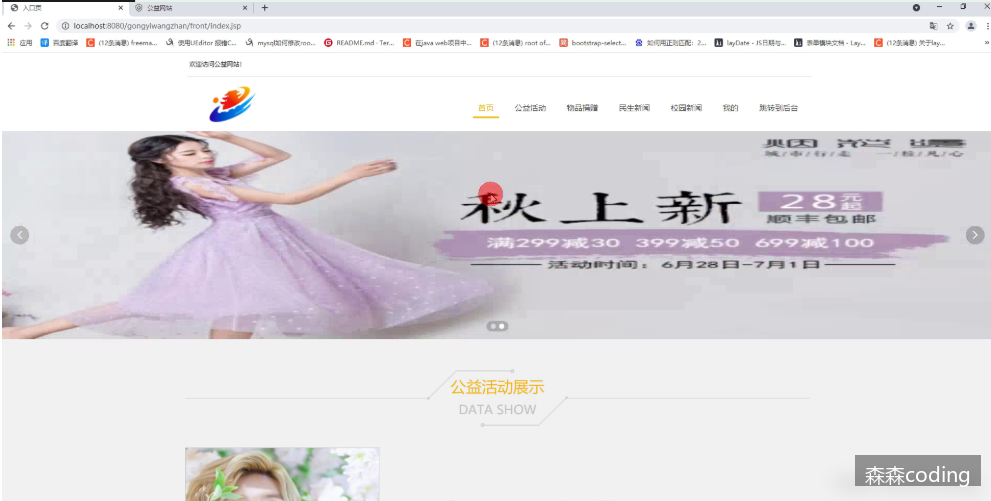 入口页
公益网站
localhost:8080/gongyiwangzhan/front/index.jsp
应用 百度翻译 (12条消息) freema... 使用UEditor 报错C... mysql如何修改roo... README.md · Ter... 在java web项目中... (12条消息) root of... bootstrap-select... 如何用正则匹配：2... layDate - JS日期与... 表单模块文档 - Lay... (12条消息) 关于lay... »
欢迎访问公益网站!
首页 公益活动 物品捐赠 民生新闻 校园新闻 我的 跳转到后台
城/市/行/走
秋上新
28元起
顺丰包邮
满299减30 399减50 699减100
活动时间：6月28日-7月1日
公益活动展示
DATA SHOW
森森coding